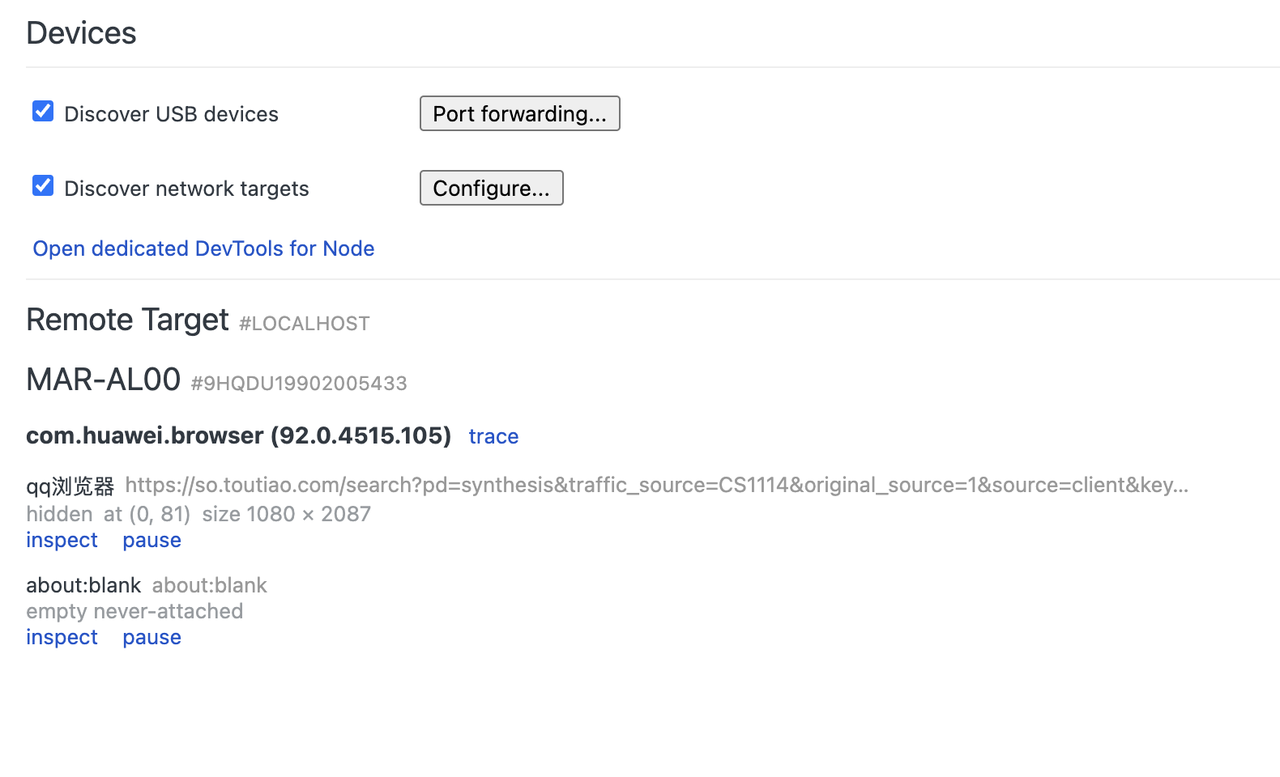 Devices
Discover USB devices Port forwarding...
Discover network targets Configure...
Open dedicated DevTools for Node
Remote Target #LOCALHOST
MAR-AL00 #9HQDU19902005433
com.huawei.browser (92.0.4515.105) trace
qq浏览器 https://so.toutiao.com/search?pd=synthesis&traffic_source=CS1114&original_source=1&source=client&key...
hidden at (0, 81) size 1080 × 2087
inspect pause
about:blank about:blank
empty never-attached
inspect pause